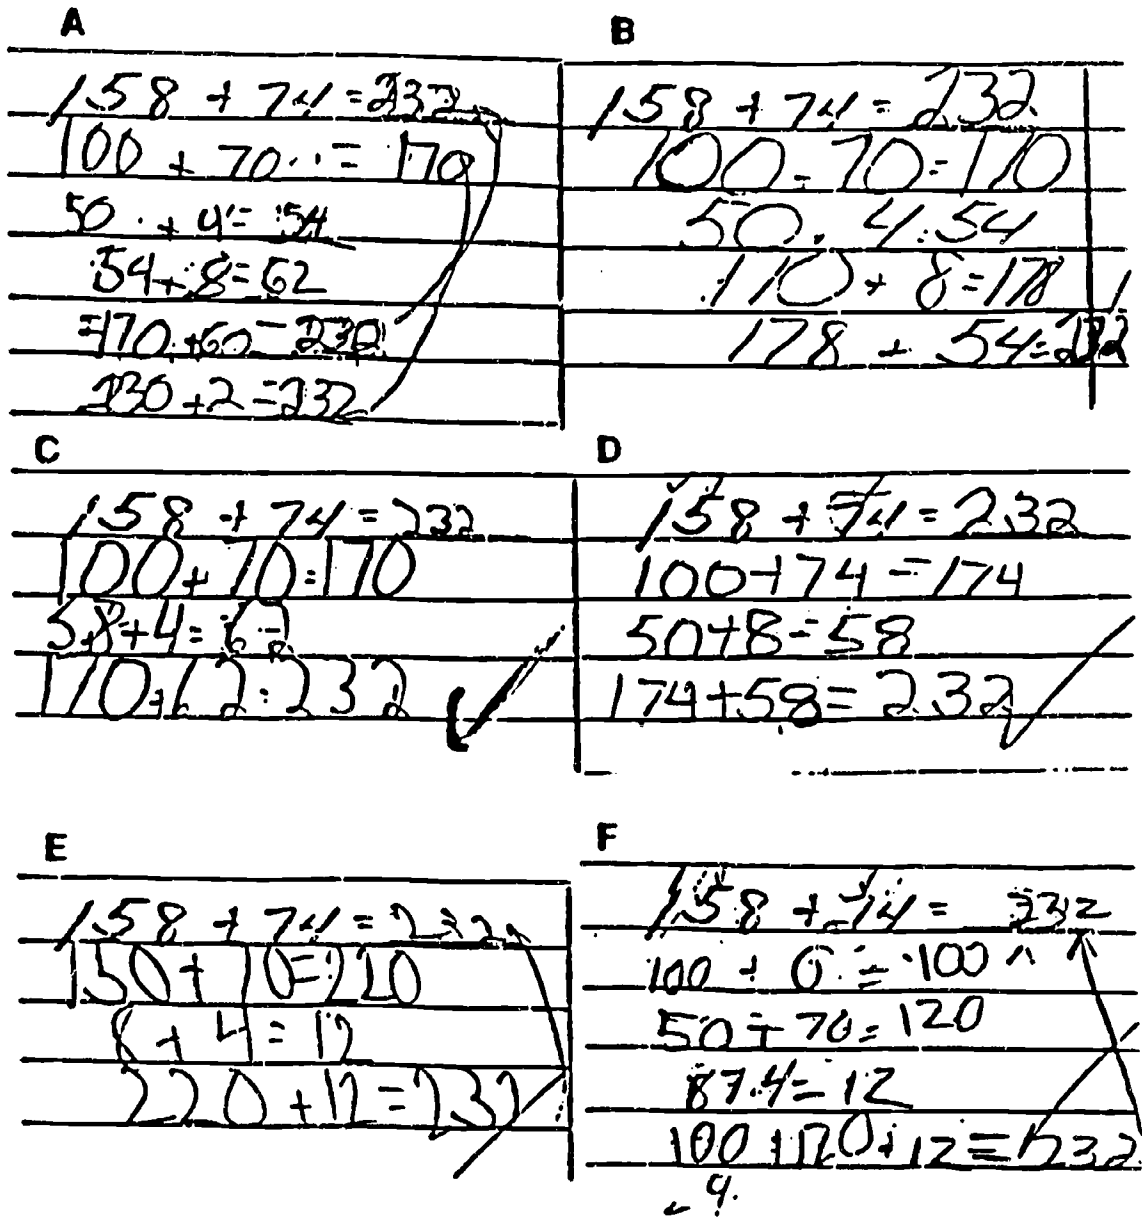 A
158 + 74 = 232
100 + 70 = 170
50 + 4 = 54
54 + 8 = 62
=170 + 60 = 230
230 + 2 = 232
B
158 + 74 = 232
100 - 70 = 170
50 . 4 . 54
170 + 8 = 178
178 + 54 = 232
C
158 + 74 = 232
100 + 70 = 170
58 + 4 = 62
170 + 62 = 232
D
158 + 74 = 232
100 + 74 = 174
50 + 8 = 58
174 + 58 = 232
E
158 + 74 = 232
150 + 70 = 220
8 + 4 = 12
220 + 12 = 232
F
158 + 74 = 232
100 + 0 = 100
50 + 70 = 120
8 + 4 = 12
100 + 120 + 12 = 232
9.